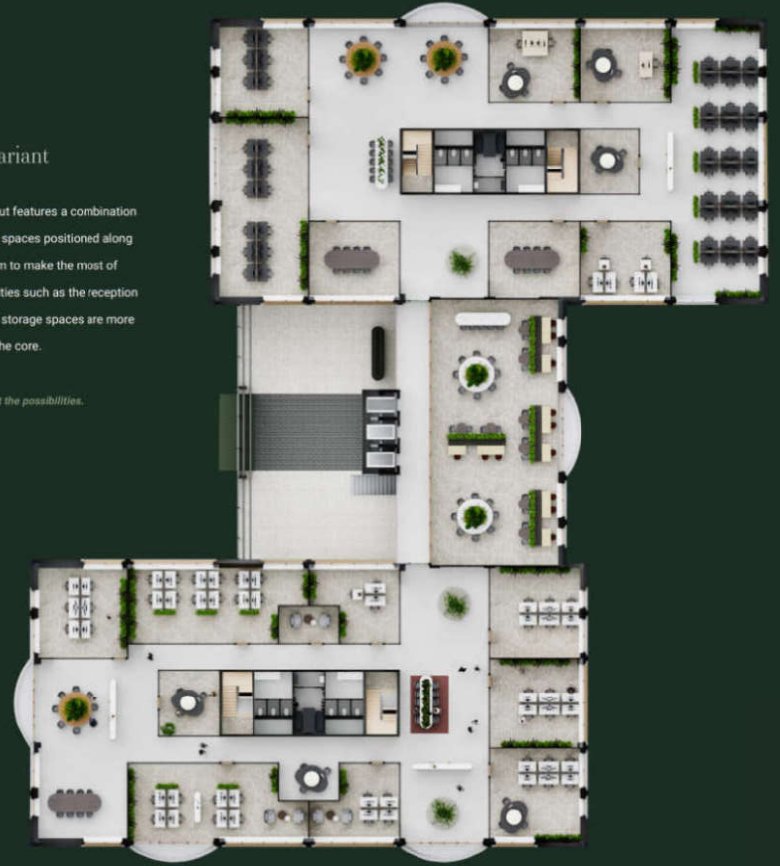 ariant
ut features a combination
spaces positioned along
m to make the most of
ties such as the reception
storage spaces are more
he core.
t the possibilities.